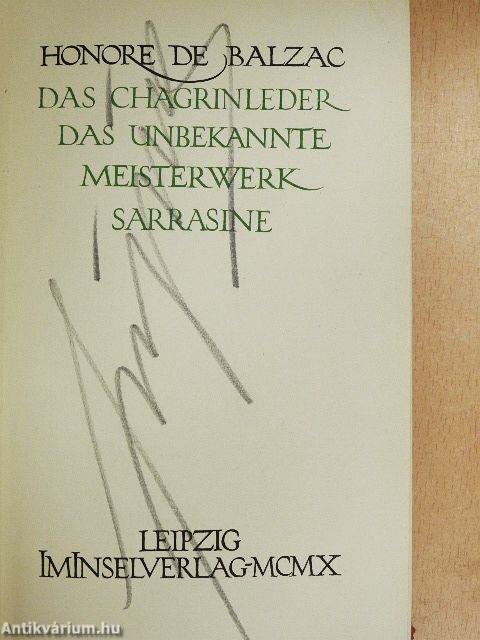 HONORE DE BALZAC
DAS CHAGRINLEDER
DAS UNBEKANNTE
MEISTERWERK
SARRASINE
LEIPZIG
IM INSELVERLAG-MCMX
Antikvárium.hu